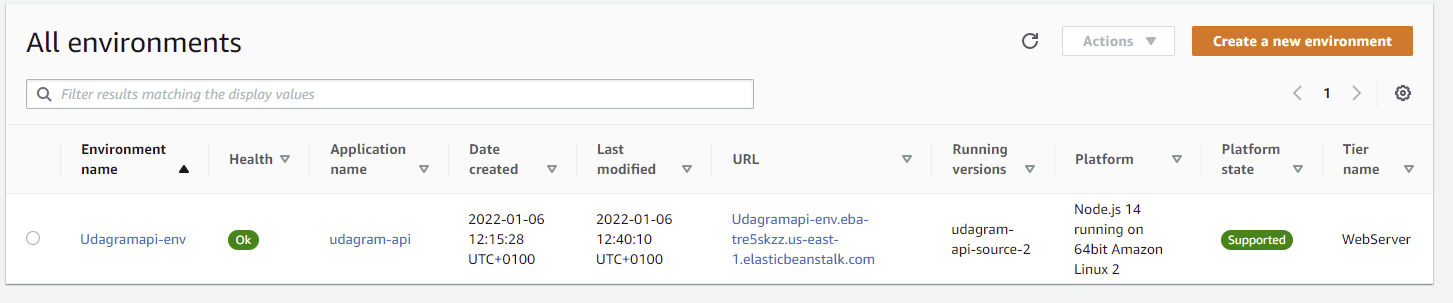 All environments
Actions
Create a new environment
Filter results matching the display values
1
Environment
name
Health
Application
name
Date
created
Last
modified
URL
Running
versions
Platform
Platform
state
Tier
name
Udagramapi-env
Ok
udagram-api
2022-01-06
12:15:28
UTC+0100
2022-01-06
12:40:10
UTC+0100
Udagramapi-env.eba-
tre5skzz.us-east-
1.elasticbeanstalk.com
udagram-
api-source-2
Node.js 14
running on
64bit Amazon
Linux 2
Supported
WebServer